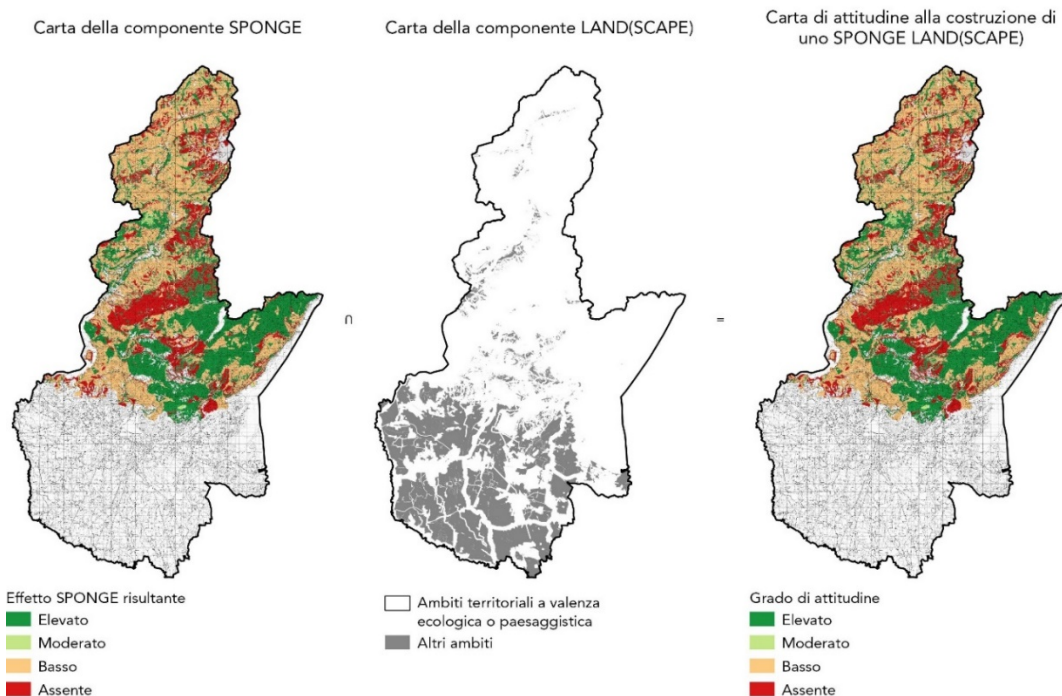 Carta della componente SPONGE
Carta della componente LAND(SCAPE)
Carta di attitudine alla costruzione di
uno SPONGE LAND(SCAPE)
∩
=
Effetto SPONGE risultante
Elevato
Moderato
Basso
Assente
Ambiti territoriali a valenza
ecologica o paesaggistica
Altri ambiti
Grado di attitudine
Elevato
Moderato
Basso
Assente